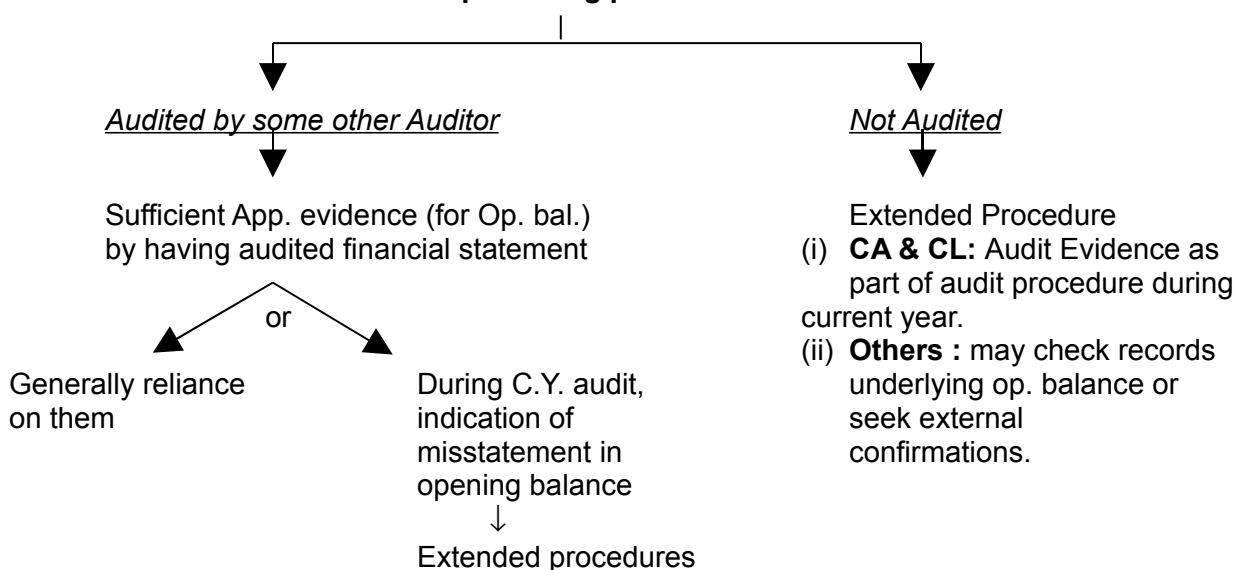 Audited by some other Auditor
Not Audited
Sufficient App. evidence (for Op. bal.)
by having audited financial statement
or
Generally reliance
on them
During C.Y. audit,
indication of
misstatement in
opening balance
Extended procedures
Extended Procedure
(i) CA & CL: Audit Evidence as
part of audit procedure during
current year.
(ii) Others : may check records
underlying op. balance or
seek external
confirmations.